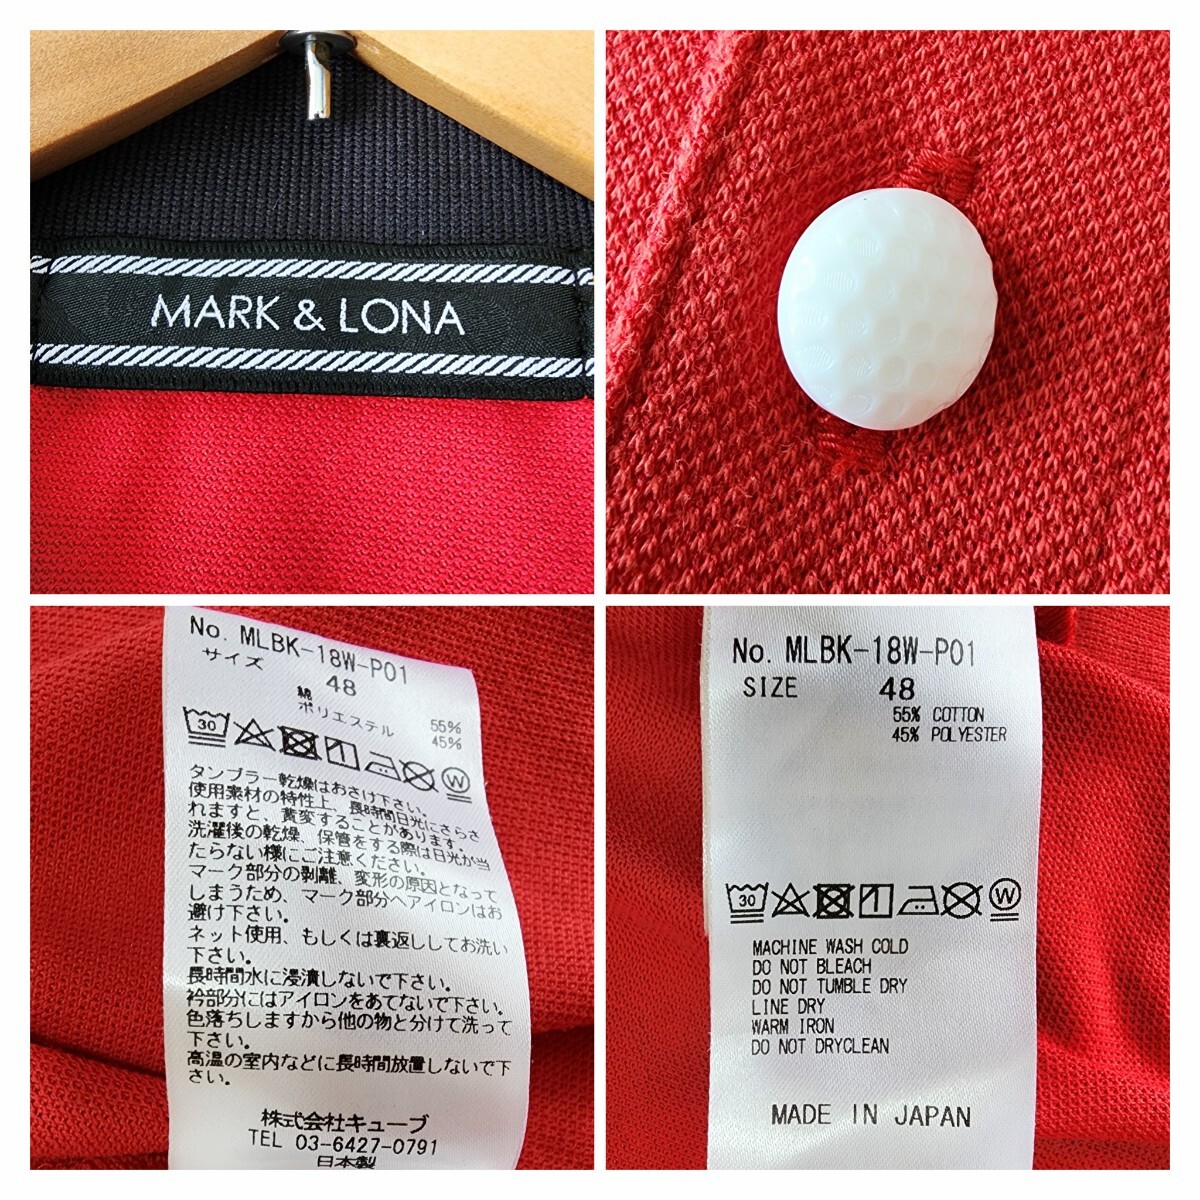 MARK & LONA
No. MLBK-18W-P01
サイズ 48
綿 55%
ポリエステル 45%
30
W
タンブラー乾燥はおさけ下さい。
使用素材の特性上、長時間日光にさらさ
れますと、黄変することがあります。
洗濯後の乾燥、保管をする際は日光が当
たらない様にご注意ください。
マーク部分の剥離、変形の原因となって
しまうため、マーク部分へアイロンはお
避け下さい。
ネット使用、もしくは裏返ししてお洗い
下さい。
長時間水に浸漬しないで下さい。
衿部分にはアイロンをあてないで下さい。
色落ちしますから他の物と分けて洗って
下さい。
高温の室内などに長時間放置しないで下
さい。
株式会社キューブ
TEL 03-6427-0791
日本製
No. MLBK-18W-P01
SIZE 48
55% COTTON
45% POLYESTER
30
W
MACHINE WASH COLD
DO NOT BLEACH
DO NOT TUMBLE DRY
LINE DRY
WARM IRON
DO NOT DRYCLEAN
MADE IN JAPAN